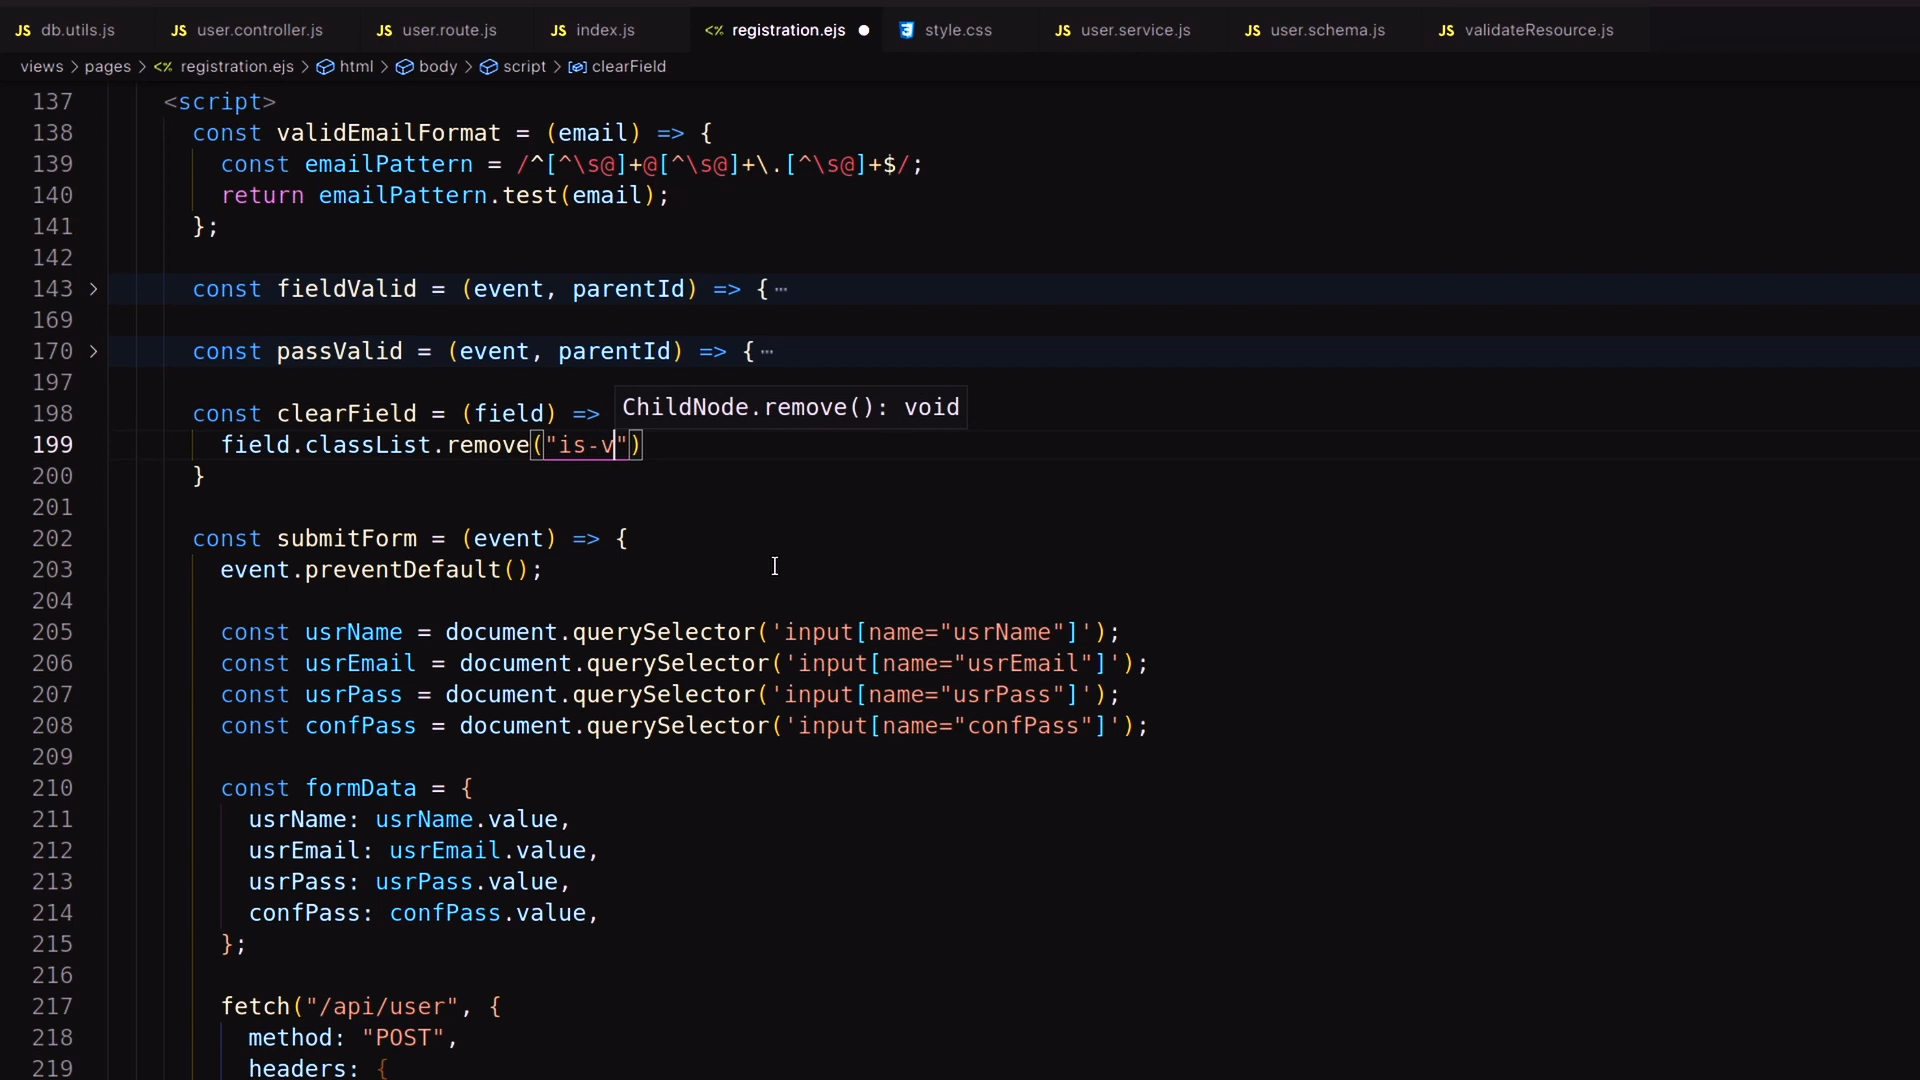 JS db.utils.js JS user.controller.js JS user.route.js JS index.js <% registration.ejs style.css JS user.service.js JS user.schema.js JS validateResource.js
views > pages > <% registration.ejs > html > body > script > clearField
137 <script>
138 const validEmailFormat = (email) => {
139 const emailPattern = /^[^\s@]+@[^\s@]+\.[^\s@]+$/;
140 return emailPattern.test(email);
141 };
142
143 const fieldValid = (event, parentId) => { ⋯
169
170 const passValid = (event, parentId) => { ⋯
197
198 const clearField = (field) => ChildNode.remove(): void
199 field.classList.remove("is-v")
200 }
201
202 const submitForm = (event) => {
203 event.preventDefault();
204
205 const usrName = document.querySelector('input[name="usrName"]');
206 const usrEmail = document.querySelector('input[name="usrEmail"]');
207 const usrPass = document.querySelector('input[name="usrPass"]');
208 const confPass = document.querySelector('input[name="confPass"]');
209
210 const formData = {
211 usrName: usrName.value,
212 usrEmail: usrEmail.value,
213 usrPass: usrPass.value,
214 confPass: confPass.value,
215 };
216
217 fetch("/api/user", {
218 method: "POST",
219 headers: {